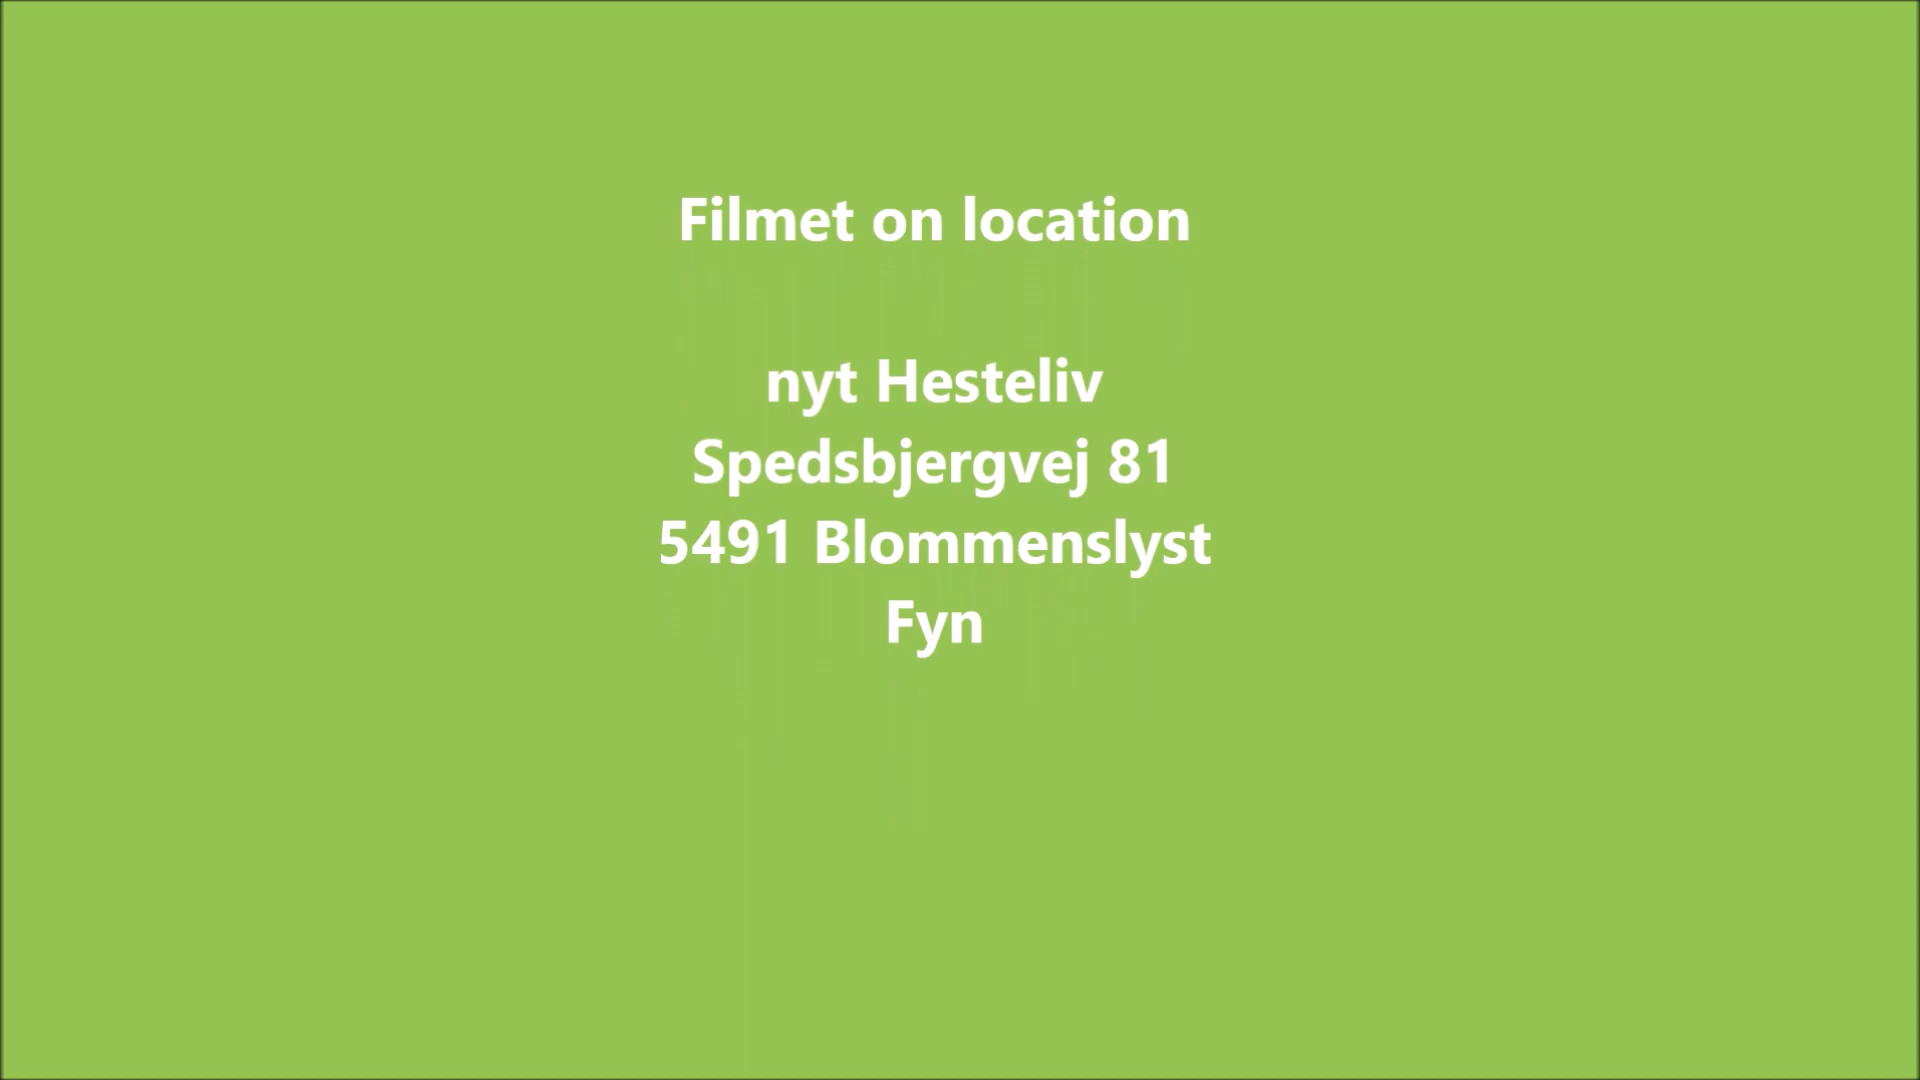 Filmet on location
nyt Hesteliv
Spedsbjergvej 81
5491 Blommenslyst
Fyn